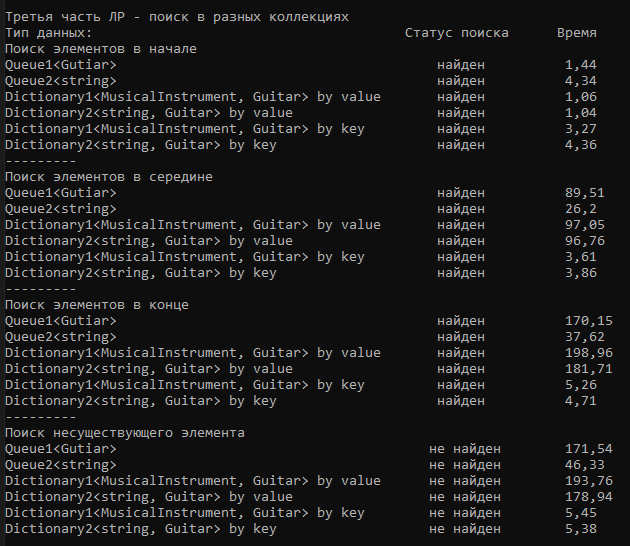 Третья часть ЛР - поиск в разных коллекциях
Тип данных: Статус поиска Время
Поиск элементов в начале
Queue1<Gutiar> найден 1,44
Queue2<string> найден 4,34
Dictionary1<MusicalInstrument, Guitar> by value найден 1,06
Dictionary2<string, Guitar> by value найден 1,04
Dictionary1<MusicalInstrument, Guitar> by key найден 3,27
Dictionary2<string, Guitar> by key найден 4,36
---------
Поиск элементов в середине
Queue1<Gutiar> найден 89,51
Queue2<string> найден 26,2
Dictionary1<MusicalInstrument, Guitar> by value найден 97,05
Dictionary2<string, Guitar> by value найден 96,76
Dictionary1<MusicalInstrument, Guitar> by key найден 3,61
Dictionary2<string, Guitar> by key найден 3,86
---------
Поиск элементов в конце
Queue1<Gutiar> найден 170,15
Queue2<string> найден 37,62
Dictionary1<MusicalInstrument, Guitar> by value найден 198,96
Dictionary2<string, Guitar> by value найден 181,71
Dictionary1<MusicalInstrument, Guitar> by key найден 5,26
Dictionary2<string, Guitar> by key найден 4,71
---------
Поиск несуществующего элемента
Queue1<Gutiar> не найден 171,54
Queue2<string> не найден 46,33
Dictionary1<MusicalInstrument, Guitar> by value не найден 193,76
Dictionary2<string, Guitar> by value не найден 178,94
Dictionary1<MusicalInstrument, Guitar> by key не найден 5,45
Dictionary2<string, Guitar> by key не найден 5,38